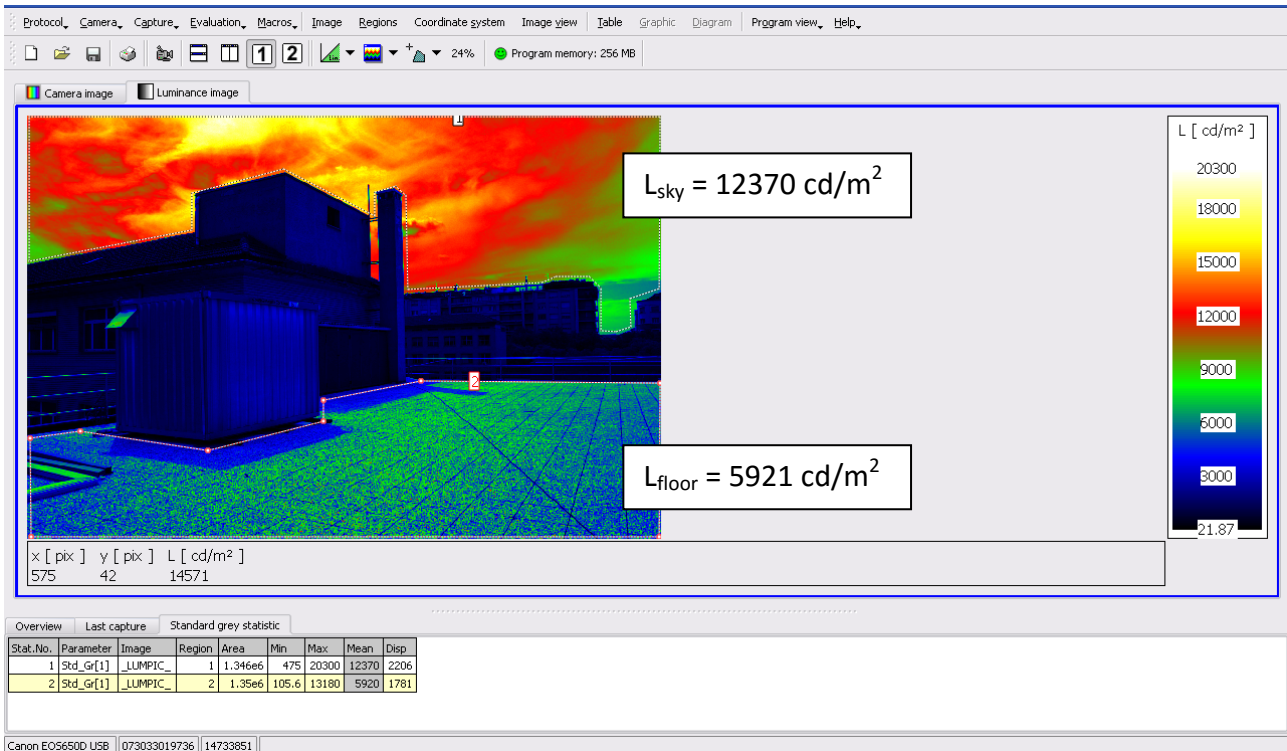 Protocol Camera Capture Evaluation Macros Image Regions Coordinate system Image view Table Graphic Diagram Program view Help
1 2 Lin 24% Program memory: 256 MB
Camera image Luminance image
1
L [ cd/m² ]
L_sky = 12370 cd/m²
20300
18000
15000
12000
9000
6000
3000
21.87
2
L_floor = 5921 cd/m²
x [ pix ] y [ pix ] L [ cd/m² ]
575 42 14571
Overview Last capture Standard grey statistic
Stat.No. Parameter Image Region Area Min Max Mean Disp
1 Std_Gr[1] _LUMPIC_ 1 1.346e6 475 20300 12370 2206
2 Std_Gr[1] _LUMPIC_ 2 1.35e6 105.6 13180 5920 1781
Canon EOS650D USB 073033019736 14733851